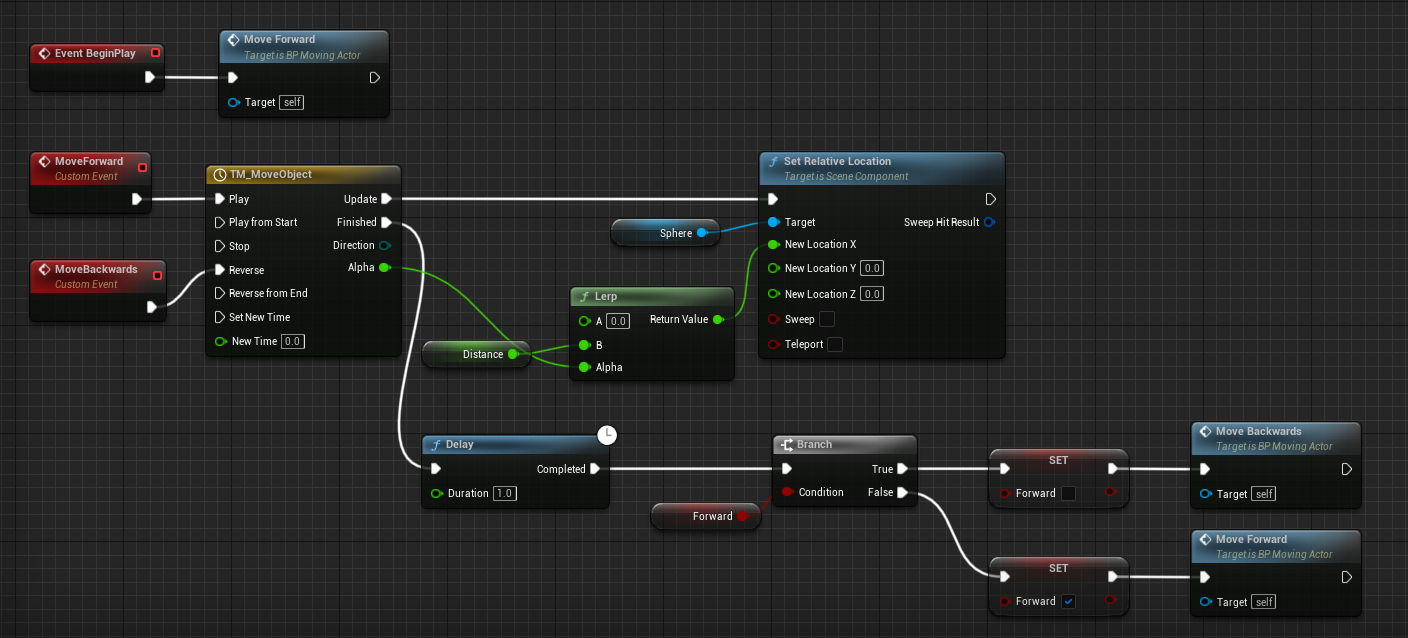 Event BeginPlay
Move Forward
Target is BP Moving Actor
Target self
MoveForward
Custom Event
MoveBackwards
Custom Event
TM_MoveObject
Play Update
Play from Start Finished
Stop Direction
Reverse Alpha
Reverse from End
Set New Time
New Time 0.0
Distance
Lerp
A 0.0 Return Value
B
Alpha
Sphere
Set Relative Location
Target is Scene Component
Target Sweep Hit Result
New Location X
New Location Y 0.0
New Location Z 0.0
Sweep
Teleport
Delay
Completed
Duration 1.0
Forward
Branch
True
Condition False
SET
Forward
Move Backwards
Target is BP Moving Actor
Target self
SET
Forward
Move Forward
Target is BP Moving Actor
Target self